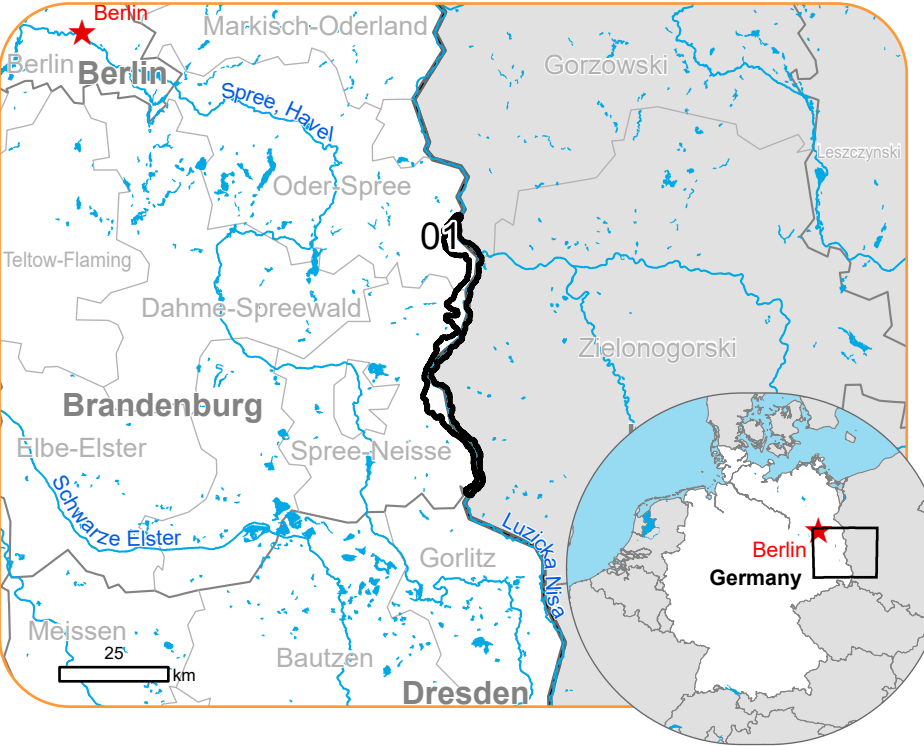 Berlin
Markisch-Oderland
Berlin
Berlin
Gorzowski
Spree, Havel
Leszczynski
Oder-Spree
01
Teltow-Flaming
Dahme-Spreewald
Zielonogorski
Brandenburg
Elbe-Elster
Spree-Neisse
Schwarze Elster
Luzicka Nisa
Berlin
Gorlitz
Germany
Meissen
25
Bautzen
km
Dresden